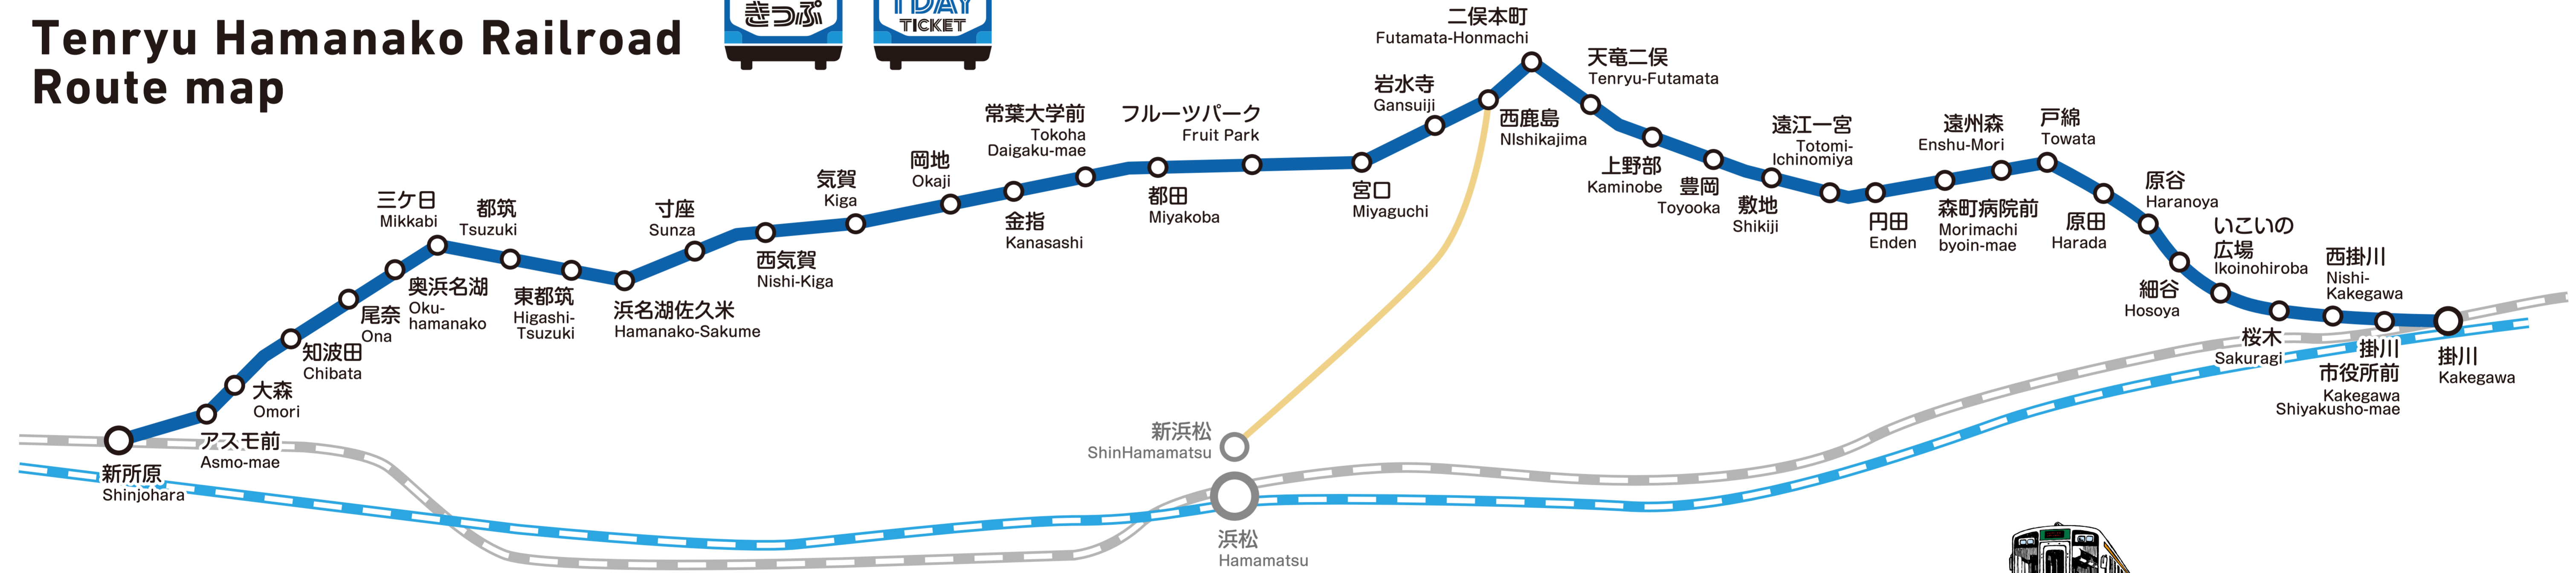 Tenryu Hamanako Railroad
Route map
きっぷ
1DAY
TICKET
新所原
Shinjohara
アスモ前
Asmo-mae
大森
Omori
知波田
Chibata
尾奈
Ona
奥浜名湖
Oku-
hamanako
三ケ日
Mikkabi
都筑
Tsuzuki
東都筑
Higashi-
Tsuzuki
浜名湖佐久米
Hamanako-Sakume
寸座
Sunza
西気賀
Nishi-Kiga
気賀
Kiga
岡地
Okaji
金指
Kanasashi
常葉大学前
Tokoha
Daigaku-mae
都田
Miyakoba
フルーツパーク
Fruit Park
宮口
Miyaguchi
岩水寺
Gansuiji
西鹿島
NIshikajima
二俣本町
Futamata-Honmachi
天竜二俣
Tenryu-Futamata
上野部
Kaminobe
豊岡
Toyooka
敷地
Shikiji
遠江一宮
Totomi-
Ichinomiya
円田
Enden
森町病院前
Morimachi
byoin-mae
遠州森
Enshu-Mori
戸綿
Towata
原田
Harada
原谷
Haranoya
細谷
Hosoya
いこいの
広場
Ikoinohiroba
桜木
Sakuragi
西掛川
Nishi-
Kakegawa
掛川
市役所前
Kakegawa
Shiyakusho-mae
掛川
Kakegawa
新浜松
ShinHamamatsu
浜松
Hamamatsu